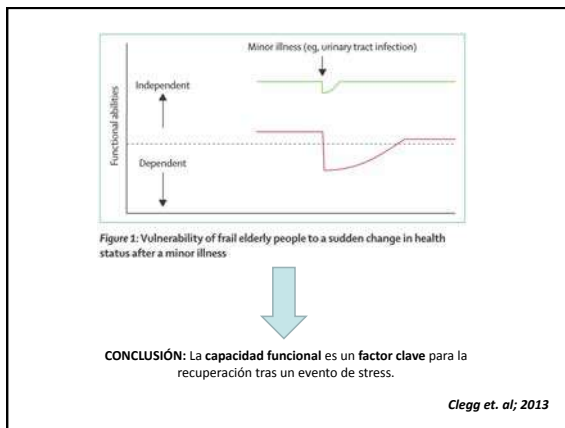 Minor illness (eg, urinary tract infection)
Independent
Functional abilities
Dependent
Figure 1: Vulnerability of frail elderly people to a sudden change in health
status after a minor illness
CONCLUSIÓN: La capacidad funcional es un factor clave para la
recuperación tras un evento de stress.
Clegg et. al; 2013